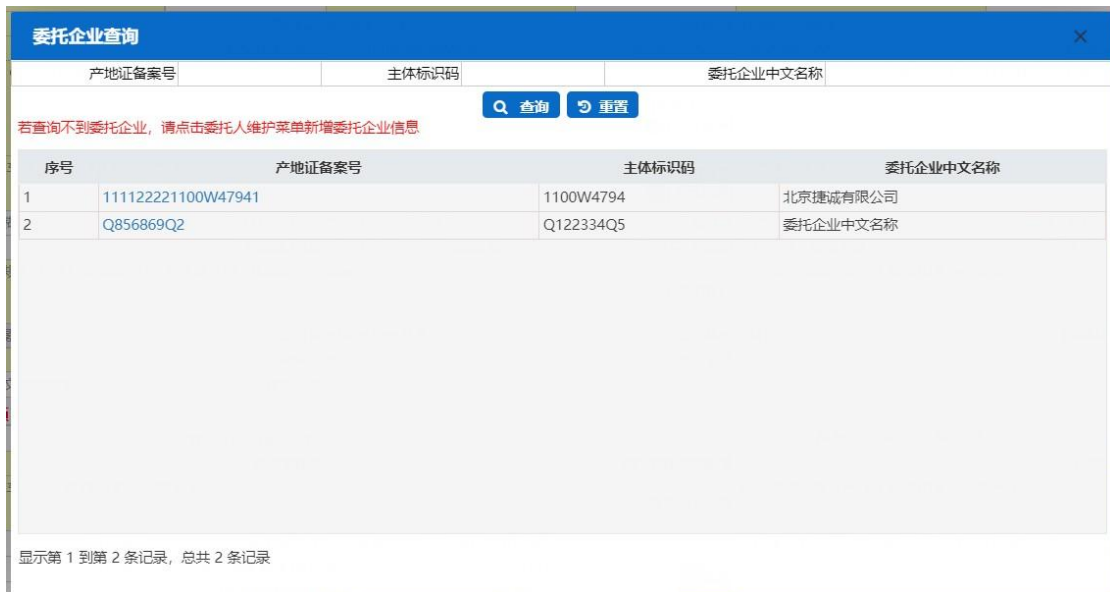 委托企业查询
产地证备案号 主体标识码 委托企业中文名称
查询 重置
若查询不到委托企业，请点击委托人维护菜单新增委托企业信息
序号 产地证备案号 主体标识码 委托企业中文名称
1 111122221100W47941 1100W4794 北京捷诚有限公司
2 Q856869Q2 Q122334Q5 委托企业中文名称
显示第 1 到第 2 条记录，总共 2 条记录